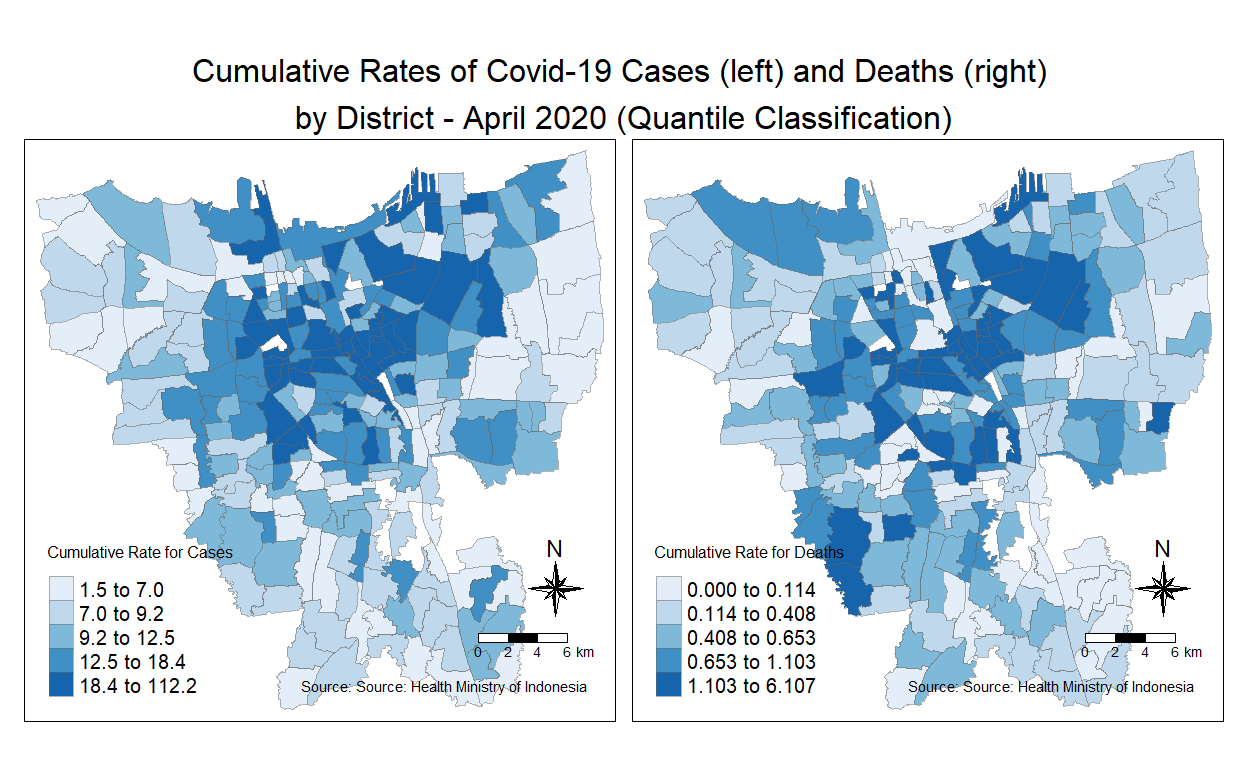 Cumulative Rates of Covid-19 Cases (left) and Deaths (right)
by District - April 2020 (Quantile Classification)
Cumulative Rate for Cases
1.5 to 7.0
7.0 to 9.2
9.2 to 12.5
12.5 to 18.4
18.4 to 112.2
N
0 2 4 6 km
Source: Source: Health Ministry of Indonesia
Cumulative Rate for Deaths
0.000 to 0.114
0.114 to 0.408
0.408 to 0.653
0.653 to 1.103
1.103 to 6.107
N
0 2 4 6 km
Source: Source: Health Ministry of Indonesia